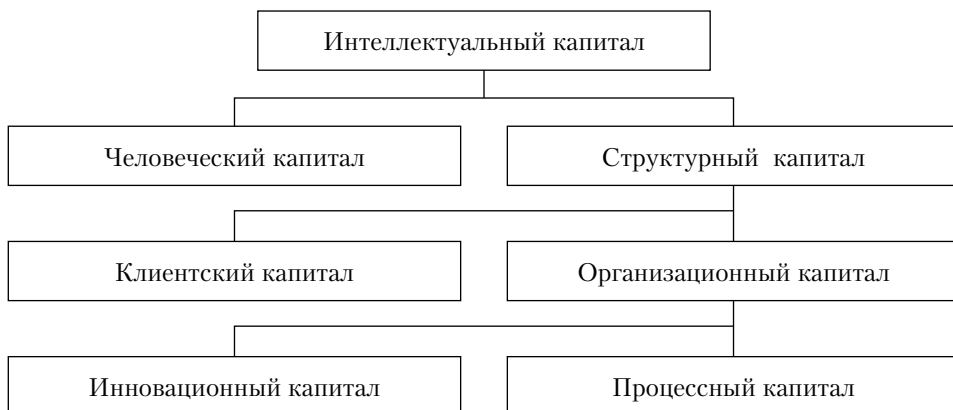 Интеллектуальный капитал
Человеческий капитал
Структурный капитал
Клиентский капитал
Организационный капитал
Инновационный капитал
Процессный капитал